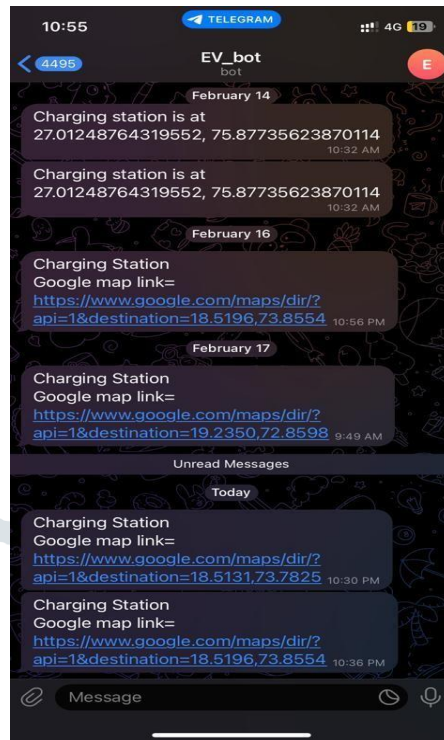 10:55
TELEGRAM
4G 19
4495
EV_bot
bot
E
February 14
Charging station is at
27.01248764319552, 75.87735623870114
10:32 AM
Charging station is at
27.01248764319552, 75.87735623870114
10:32 AM
February 16
Charging Station
Google map link=
https://www.google.com/maps/dir/?
api=1&destination=18.5196,73.8554 10:56 PM
February 17
Charging Station
Google map link=
https://www.google.com/maps/dir/?
api=1&destination=19.2350,72.8598 9:49 AM
Unread Messages
Today
Charging Station
Google map link=
https://www.google.com/maps/dir/?
api=1&destination=18.5131,73.7825 10:30 PM
Charging Station
Google map link=
https://www.google.com/maps/dir/?
api=1&destination=18.5196,73.8554 10:36 PM
Message